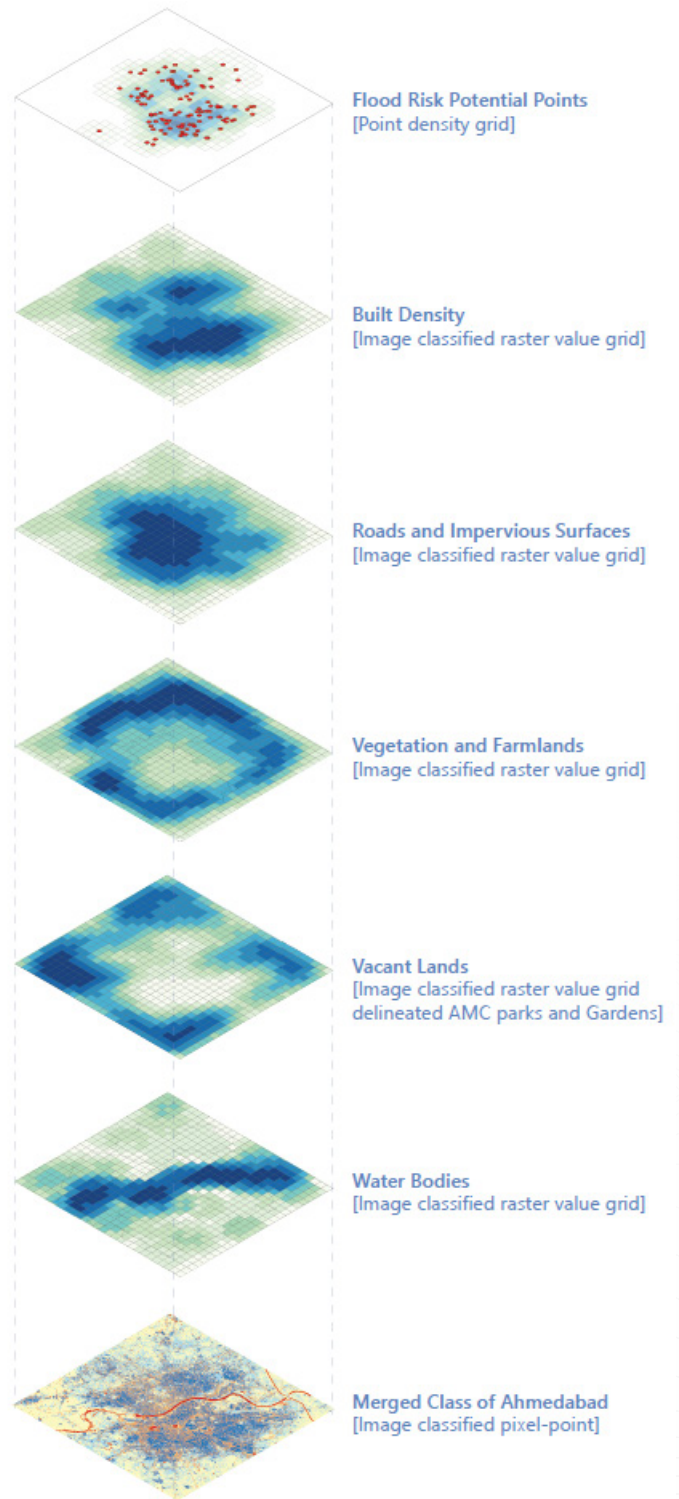 Flood Risk Potential Points
[Point density grid]
Built Density
[Image classified raster value grid]
Roads and Impervious Surfaces
[Image classified raster value grid]
Vegetation and Farmlands
[Image classified raster value grid]
Vacant Lands
[Image classified raster value grid
delineated AMC parks and Gardens]
Water Bodies
[Image classified raster value grid]
Merged Class of Ahmedabad
[Image classified pixel-point]